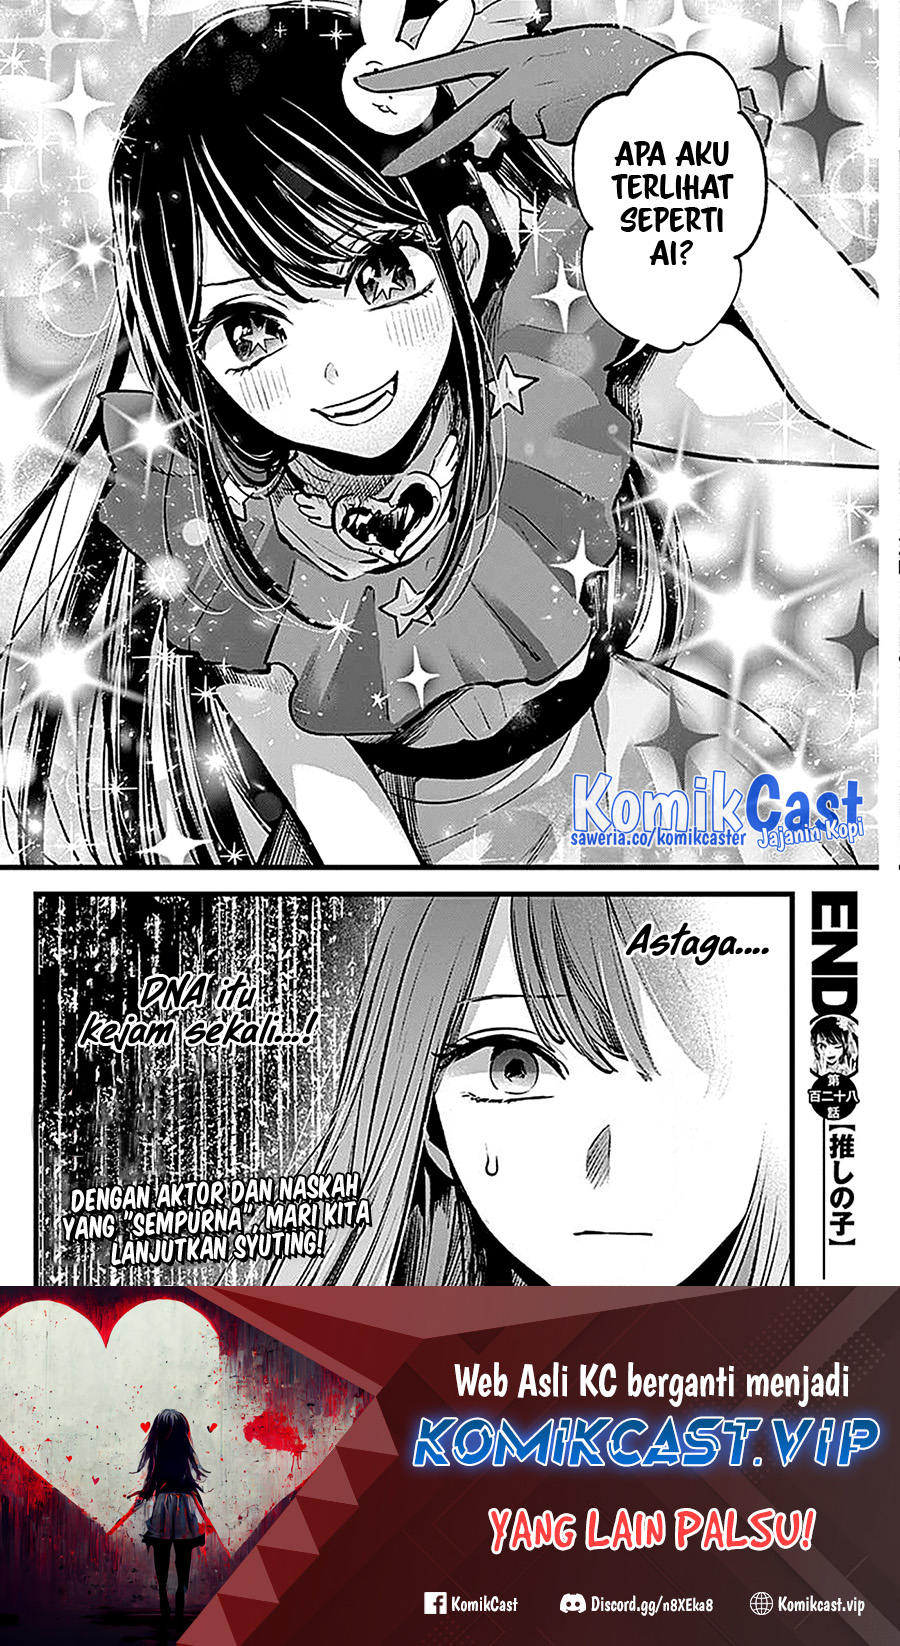 APA AKU
TERLIHAT
SEPERTI
AI?
KomikCast
saweria.co/komikcaster
Jajanin Kopi
Astaga....
DNA itu
kejam sekali...!
DENGAN AKTOR DAN NASKAH
YANG "SEMPURNA", MARI KITA
LANJUTKAN SYUTING!
END
第
百二十八
話
【推しの子】
Web Asli KC berganti menjadi
KOMIKCAST.VIP
YANG LAIN PALSU!
KomikCast
Discord.gg/n8XEka8
Komikcast.vip